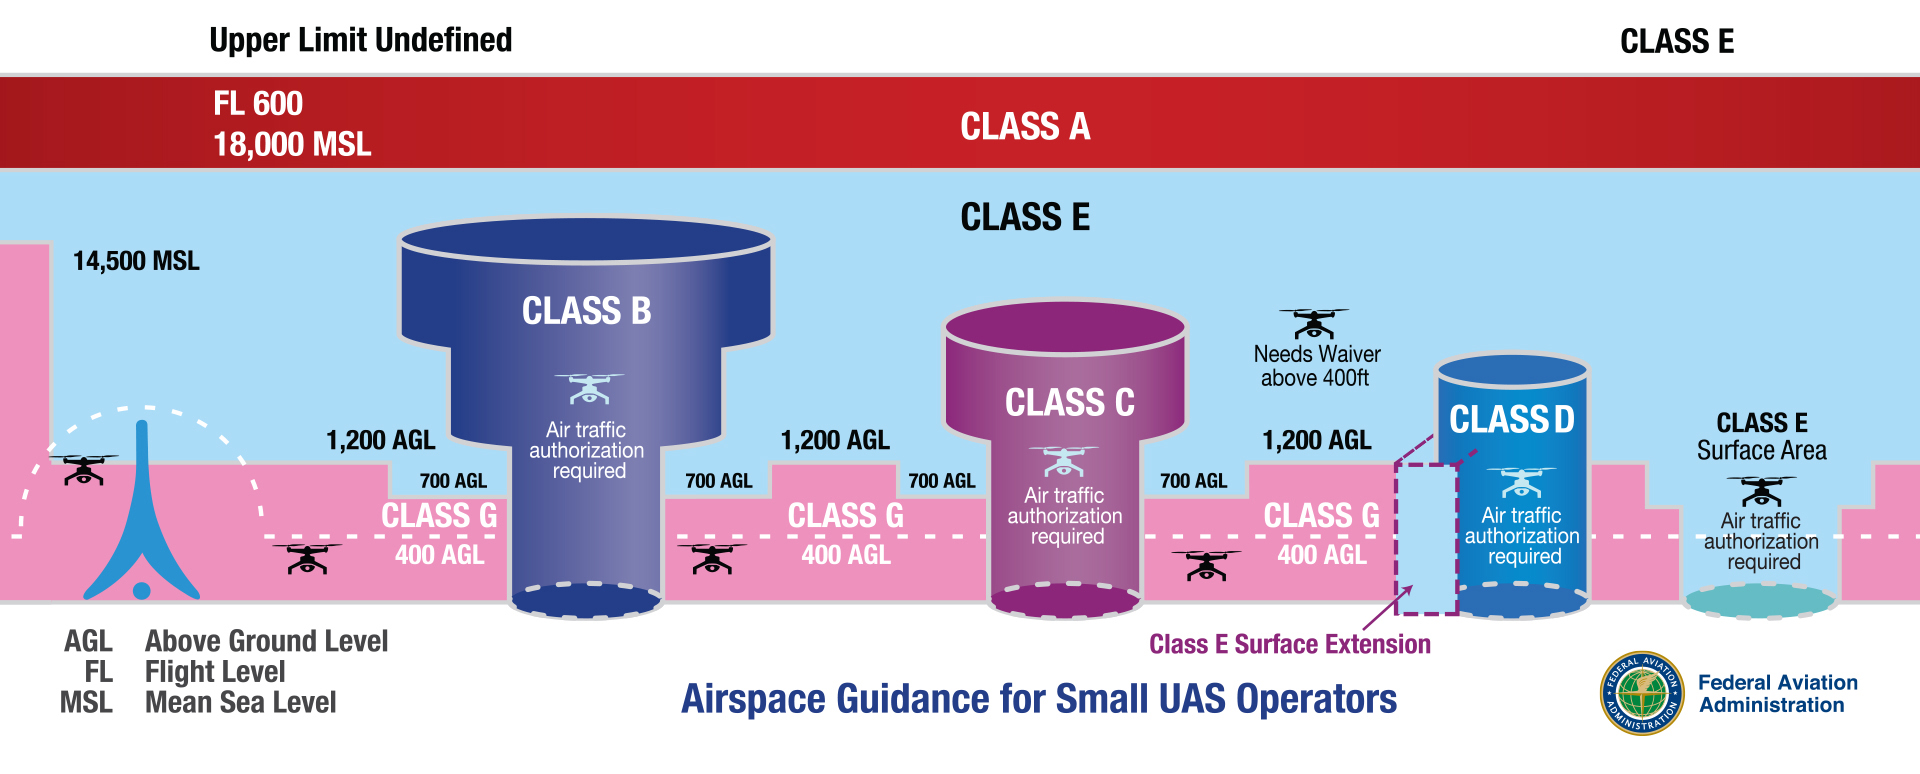 Upper Limit Undefined
CLASS E
FL 600
18,000 MSL
CLASS A
CLASS E
14,500 MSL
CLASS B
Air traffic
authorization
required
CLASS C
Air traffic
authorization
required
Needs Waiver
above 400ft
CLASS D
Air traffic
authorization
required
CLASS E
Surface Area
Air traffic
authorization
required
1,200 AGL
700 AGL
CLASS G
400 AGL
700 AGL
1,200 AGL
700 AGL
CLASS G
400 AGL
700 AGL
1,200 AGL
CLASS G
400 AGL
Class E Surface Extension
AGL Above Ground Level
FL Flight Level
MSL Mean Sea Level
Airspace Guidance for Small UAS Operators
FEDERAL AVIATION
ADMINISTRATION
Federal Aviation
Administration